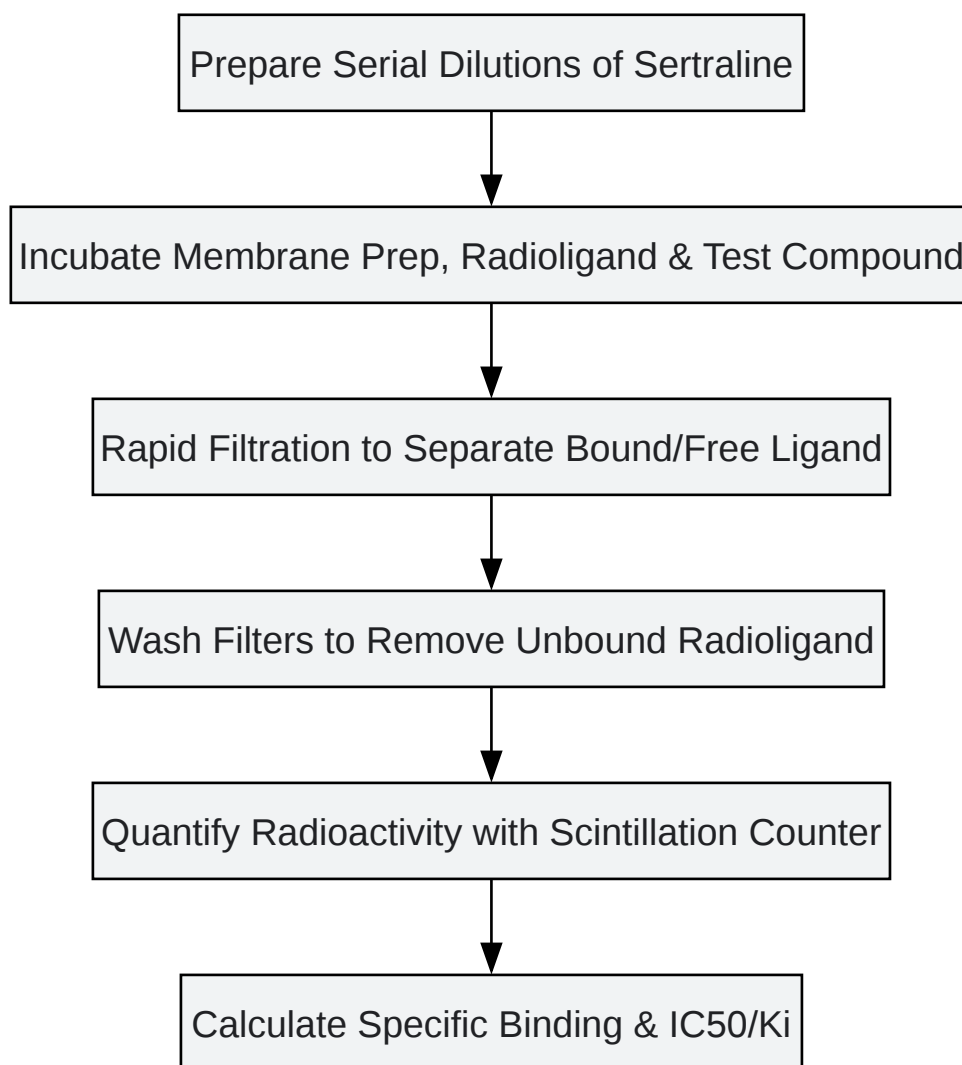 Prepare Serial Dilutions of Sertraline
Incubate Membrane Prep, Radioligand & Test Compound
Rapid Filtration to Separate Bound/Free Ligand
Wash Filters to Remove Unbound Radioligand
Quantify Radioactivity with Scintillation Counter
Calculate Specific Binding & IC50/Ki